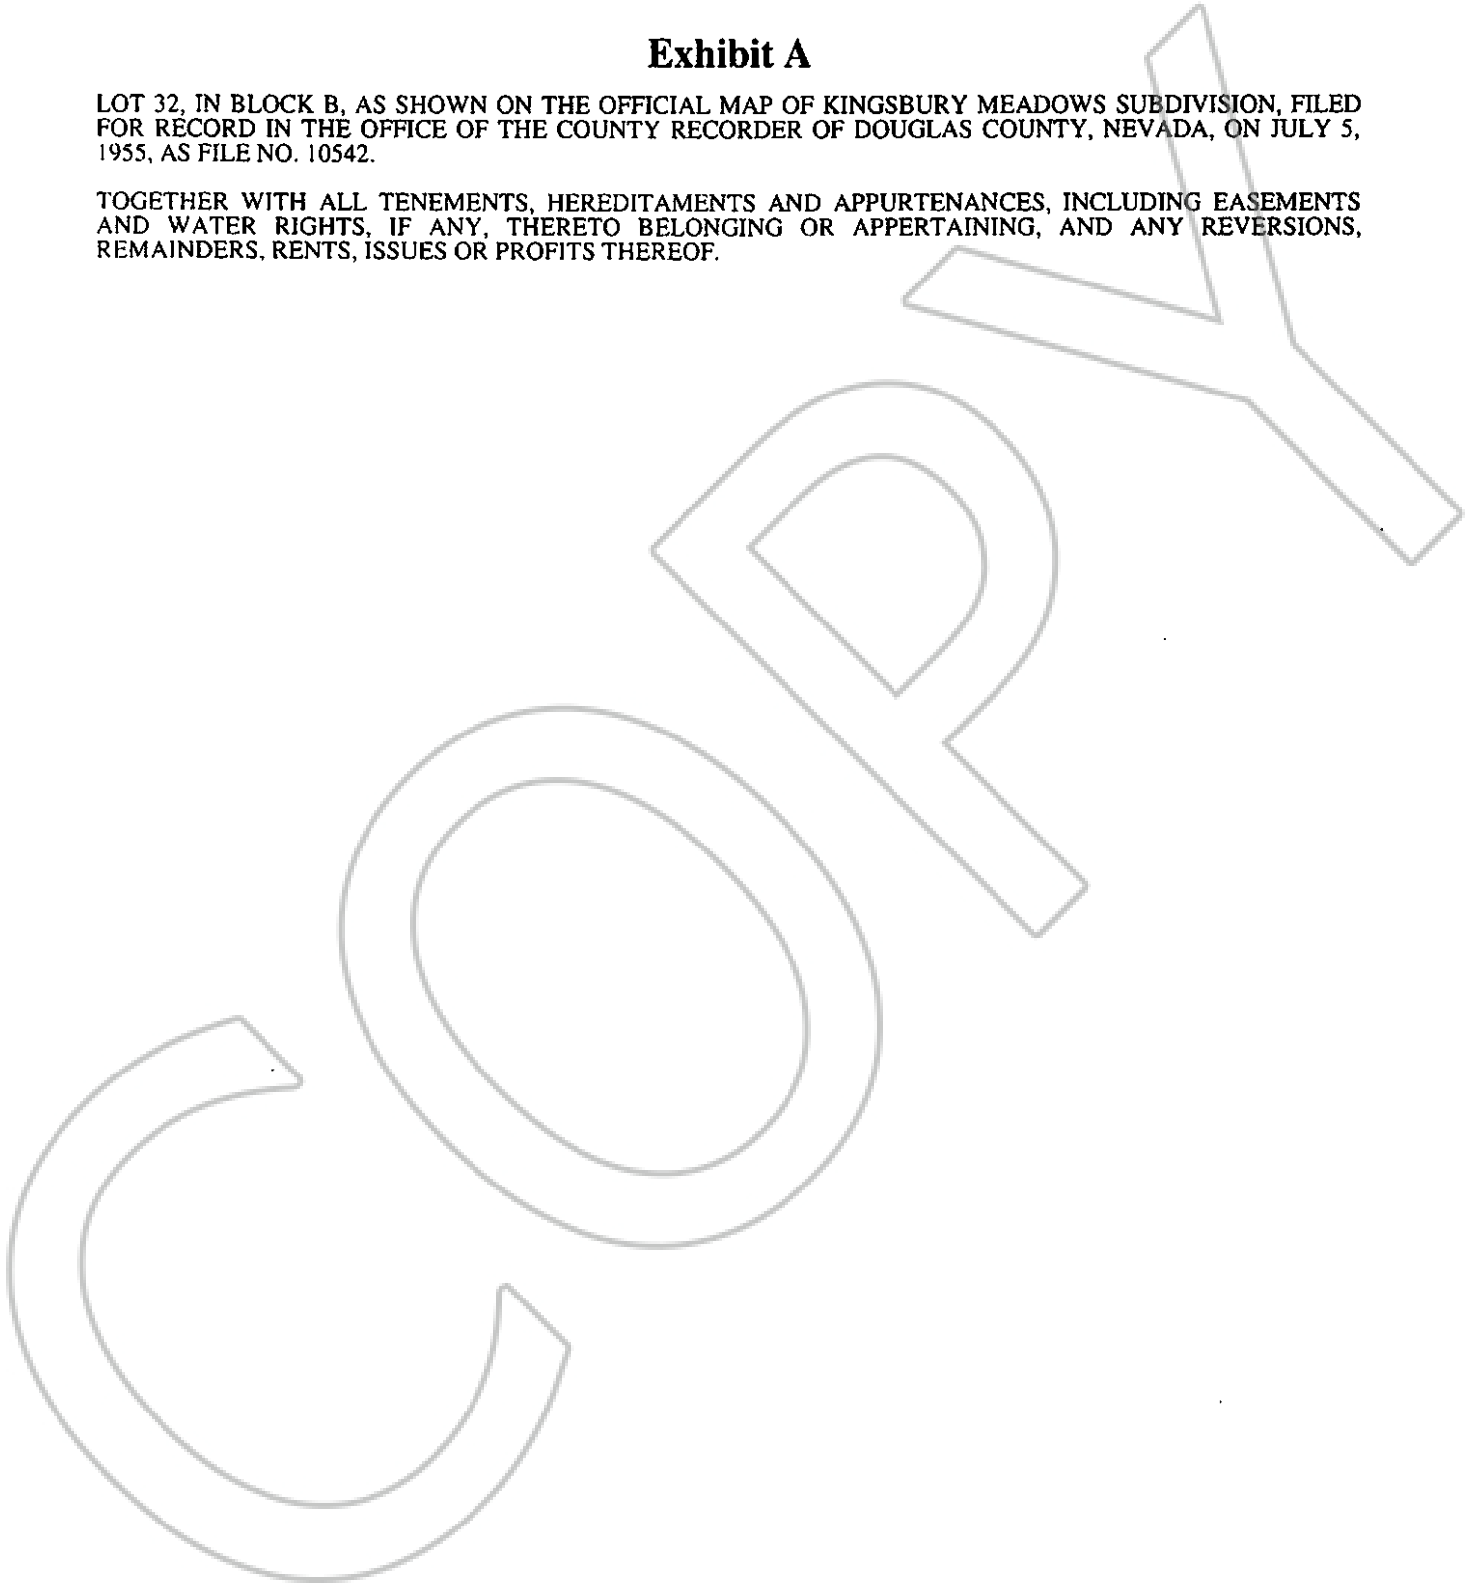 Exhibit A
LOT 32, IN BLOCK B, AS SHOWN ON THE OFFICIAL MAP OF KINGSBURY MEADOWS SUBDIVISION, FILED
FOR RECORD IN THE OFFICE OF THE COUNTY RECORDER OF DOUGLAS COUNTY, NEVADA, ON JULY 5,
1955, AS FILE NO. 10542.
TOGETHER WITH ALL TENEMENTS, HEREDITAMENTS AND APPURTENANCES, INCLUDING EASEMENTS
AND WATER RIGHTS, IF ANY, THERETO BELONGING OR APPERTAINING, AND ANY REVERSIONS,
REMAINDERS, RENTS, ISSUES OR PROFITS THEREOF.
COPY